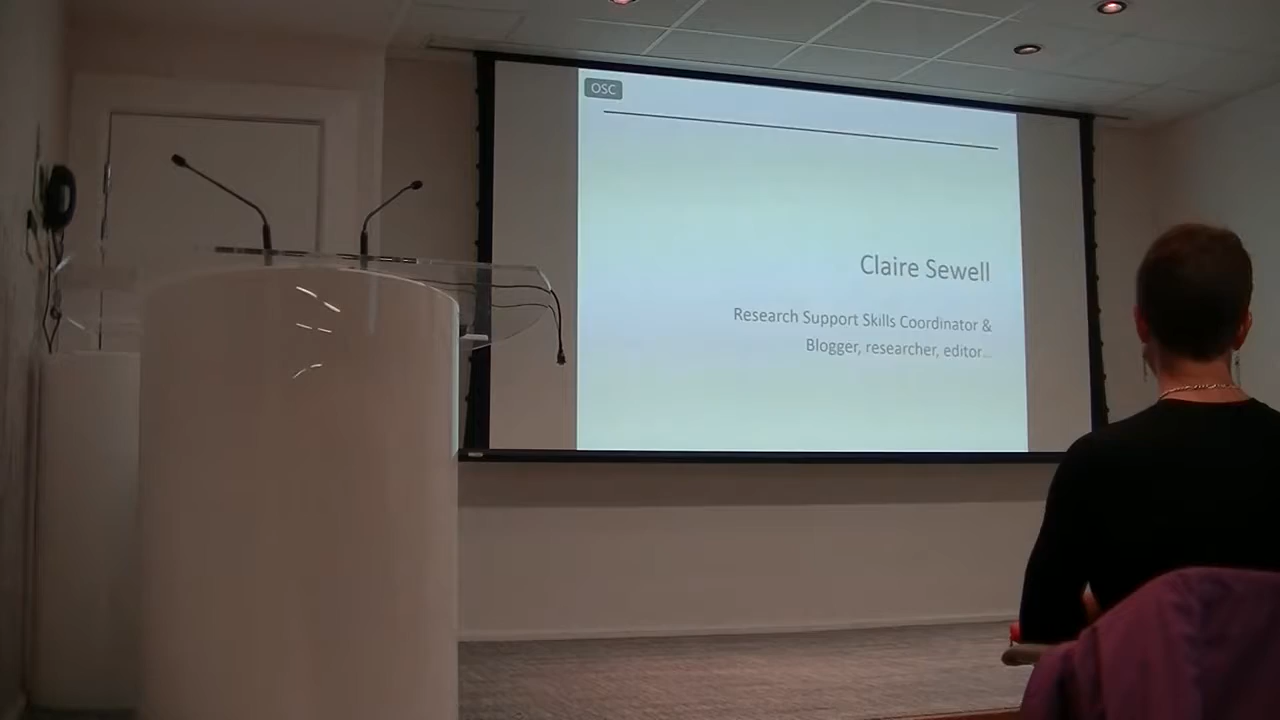 OSC
Claire Sewell
Research Support Skills Coordinator &
Blogger, researcher, editor...